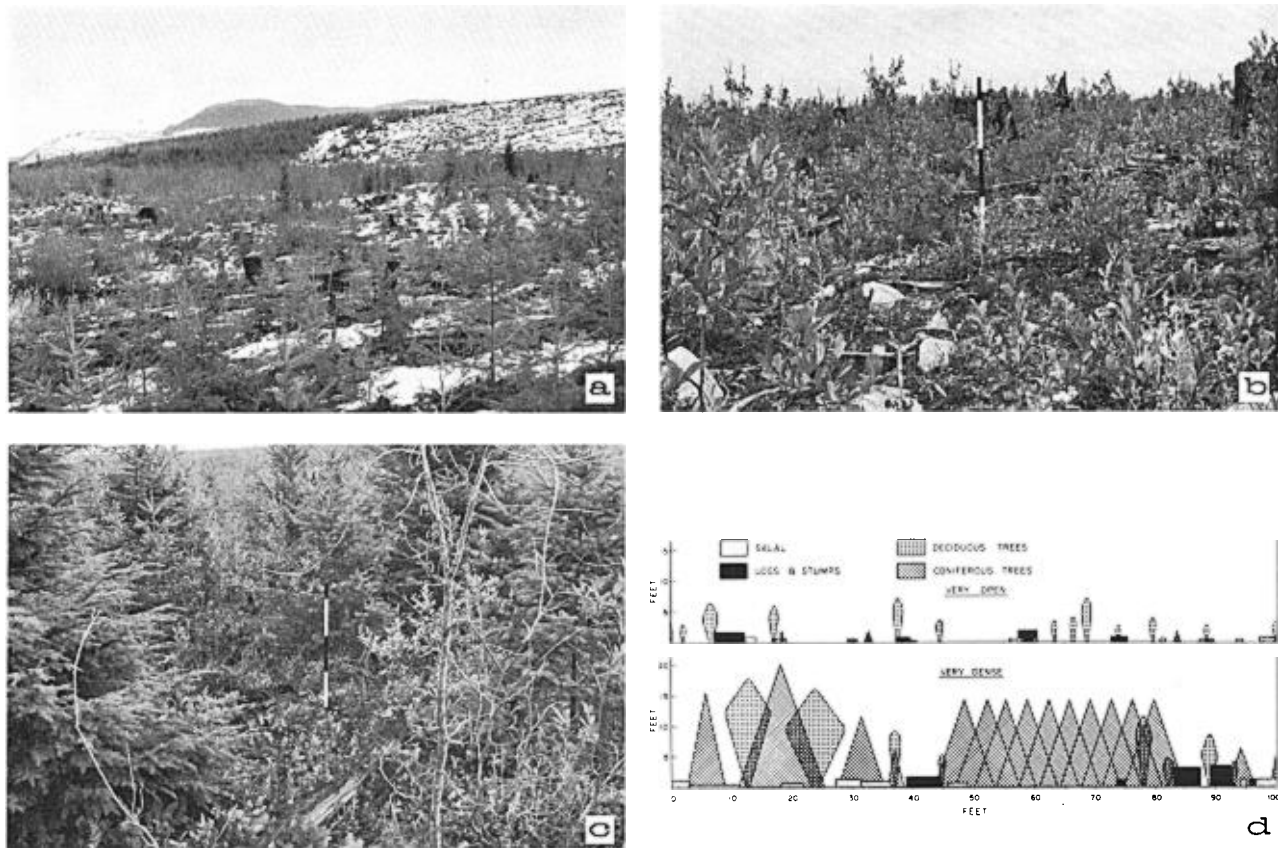 a
b
c
SALAL
DECIDUOUS TREES
LOGS & STUMPS
CONIFEROUS TREES
VERY OPEN
FEET
15
10
5
VERY DENSE
FEET
20
15
10
5
0 10 20 30 40 50 60 70 80 90 100
FEET
d